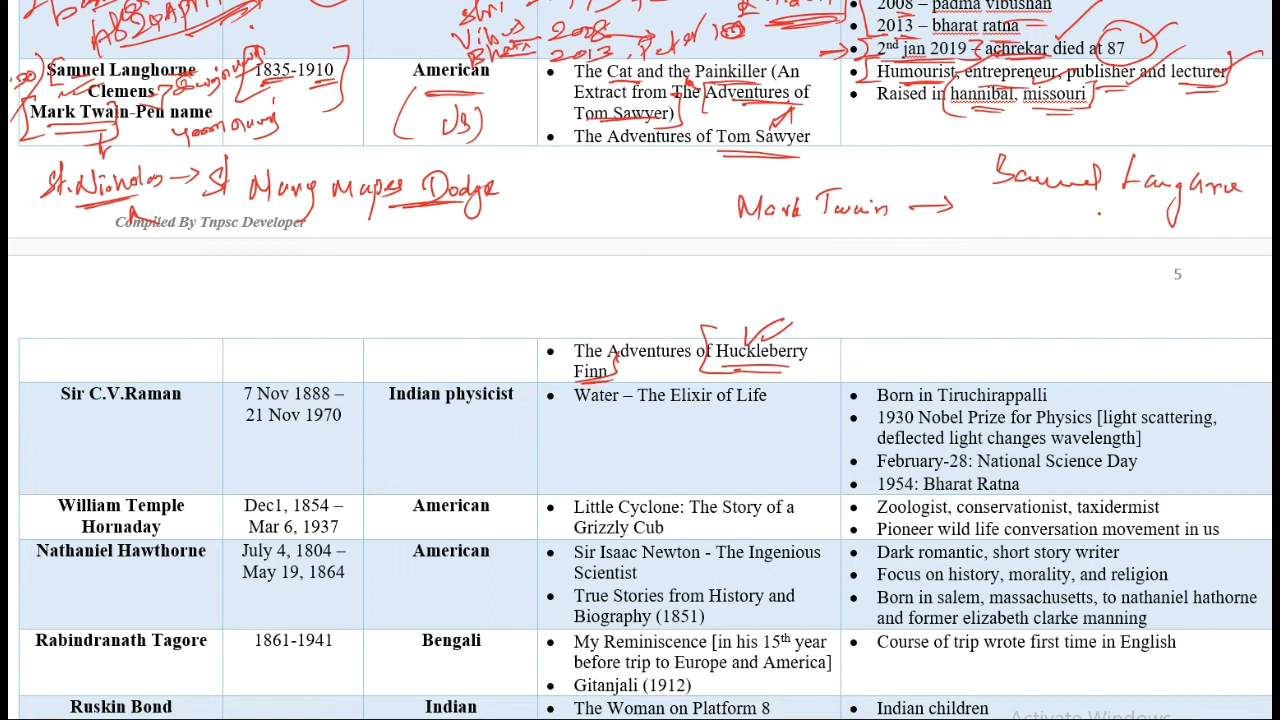 2008 – padma vibushan
2013 – bharat ratna
2nd jan 2019 – achrekar died at 87
2008
2013
Samuel Langhorne Clemens
Mark Twain-Pen name
1835-1910
American
US
The Cat and the Painkiller (An
Extract from The Adventures of
Tom Sawyer)
The Adventures of Tom Sawyer
Humourist, entrepreneur, publisher and lecturer
Raised in hannibal, missouri
St. Nicholas → St Mary Mapes Dodge
Mark Twain →
Samuel
Compiled By Tnpsc Developer
5
The Adventures of Huckleberry
Finn
Sir C.V.Raman
7 Nov 1888 –
21 Nov 1970
Indian physicist
Water – The Elixir of Life
Born in Tiruchirappalli
1930 Nobel Prize for Physics [light scattering,
deflected light changes wavelength]
February-28: National Science Day
1954: Bharat Ratna
William Temple
Hornaday
Dec1, 1854 –
Mar 6, 1937
American
Little Cyclone: The Story of a
Grizzly Cub
Zoologist, conservationist, taxidermist
Pioneer wild life conversation movement in us
Nathaniel Hawthorne
July 4, 1804 –
May 19, 1864
American
Sir Isaac Newton - The Ingenious
Scientist
True Stories from History and
Biography (1851)
Dark romantic, short story writer
Focus on history, morality, and religion
Born in salem, massachusetts, to nathaniel hathorne
and former elizabeth clarke manning
Rabindranath Tagore
1861-1941
Bengali
My Reminiscence [in his 15th year
before trip to Europe and America]
Gitanjali (1912)
Course of trip wrote first time in English
Ruskin Bond
Indian
The Woman on Platform 8
Indian children
Activate Windows